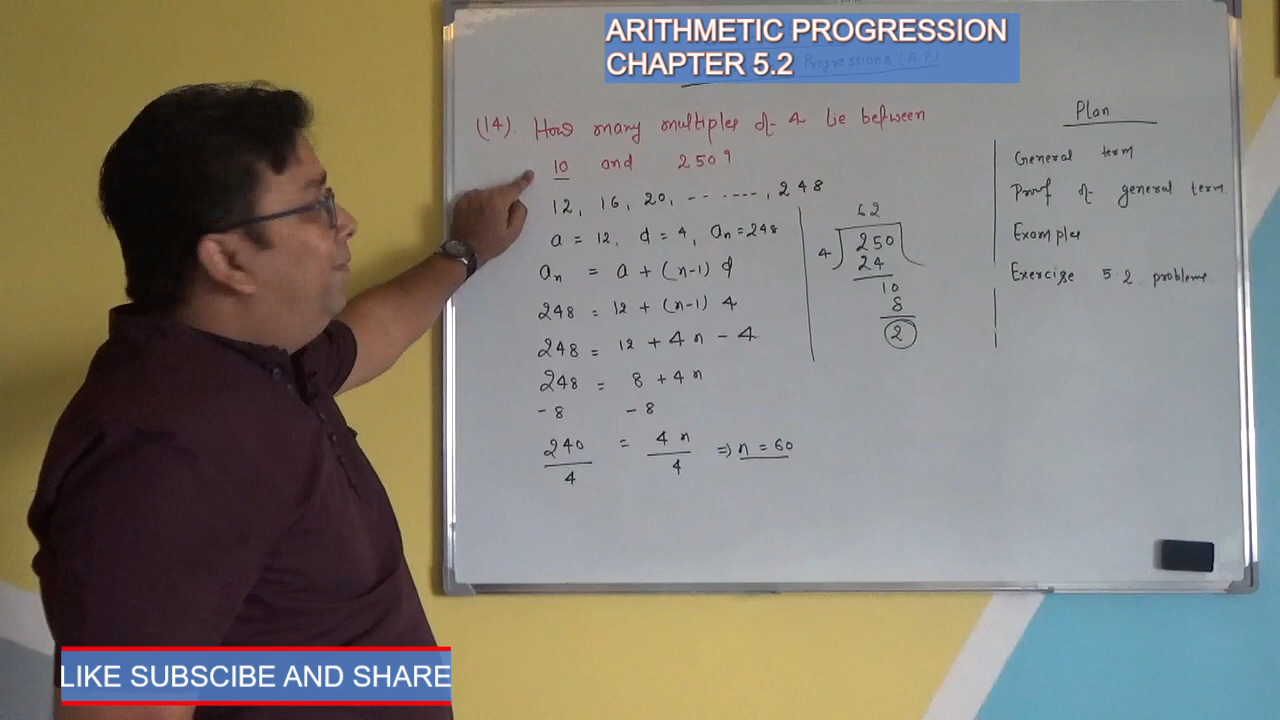 ARITHMETIC PROGRESSION
CHAPTER 5.2
Progressions (A P)
(14). How many multiples of 4 lie between
10 and 250?
12, 16, 20, - - ......, 248
a = 12, d = 4, an = 248
an = a + (n-1) d
248 = 12 + (n-1) 4
248 = 12 + 4n - 4
248 = 8 + 4n
-8 -8
240 = 4n ⇒ n = 60
4 4
62
4 250
24
10
8
2
Plan
General term
Proof of general term.
Examples
Exercise 5.2 problems
LIKE SUBSCIBE AND SHARE